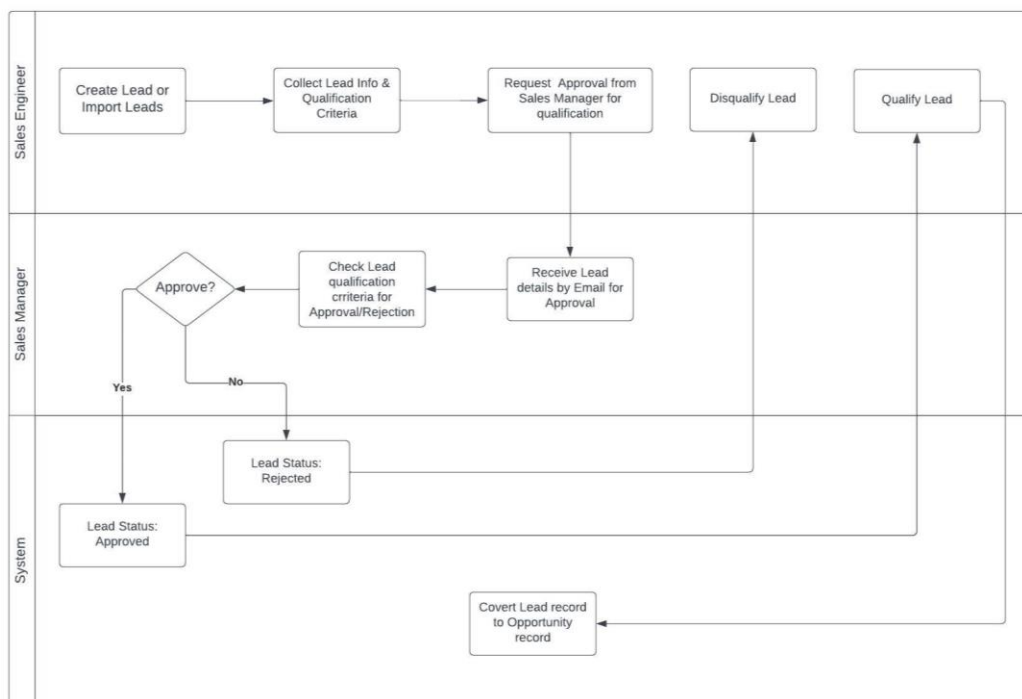 Sales Engineer
Create Lead or
Import Leads
Collect Lead Info &
Qualification
Criteria
Request Approval from
Sales Manager for
qualification
Disqualify Lead
Qualify Lead
Sales Manager
Approve?
Check Lead
qualification
crriteria for
Approval/Rejection
Receive Lead
details by Email for
Approval
Yes
No
System
Lead Status:
Rejected
Lead Status:
Approved
Covert Lead record
to Opportunity
record